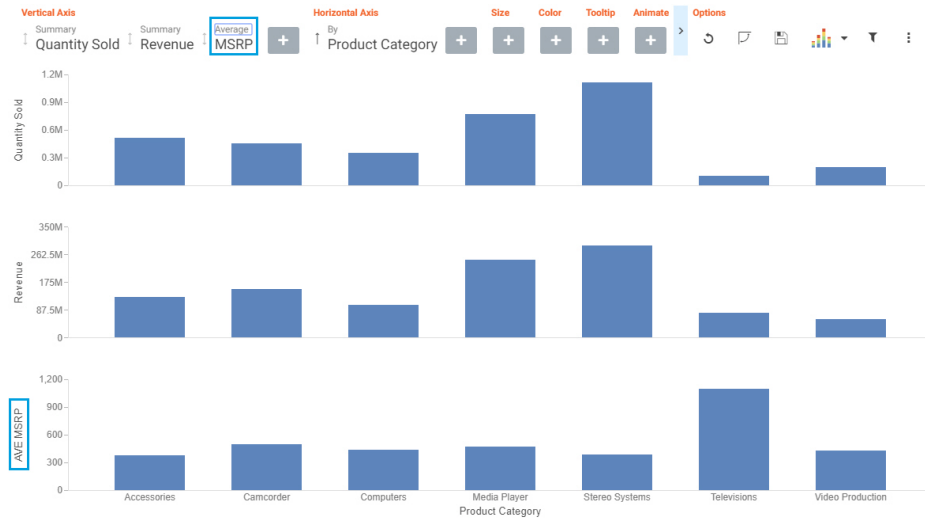 Vertical Axis Horizontal Axis Size Color Tooltip Animate Options
Summary Summary Average By
Quantity Sold Revenue MSRP + Product Category + + + + + >
1.2M
0.9M
0.6M
0.3M
0
Quantity Sold
350M
262.5M
175M
87.5M
0
Revenue
1,200
900
600
300
0
AVE MSRP
Accessories Camcorder Computers Media Player Stereo Systems Televisions Video Production
Product Category